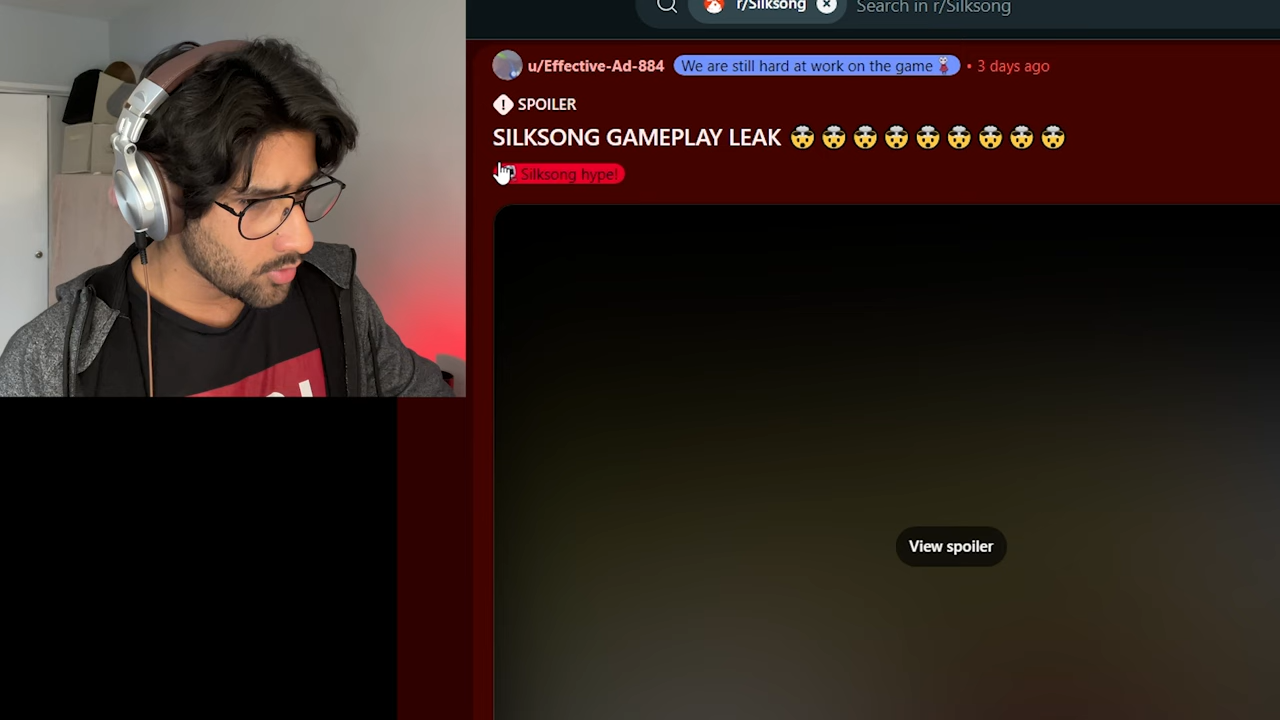 r/Silksong
Search in r/Silksong
u/Effective-Ad-884 We are still hard at work on the game • 3 days ago
SPOILER
SILKSONG GAMEPLAY LEAK 🤯 🤯 🤯 🤯 🤯 🤯 🤯 🤯 🤯
Silksong hype!
View spoiler